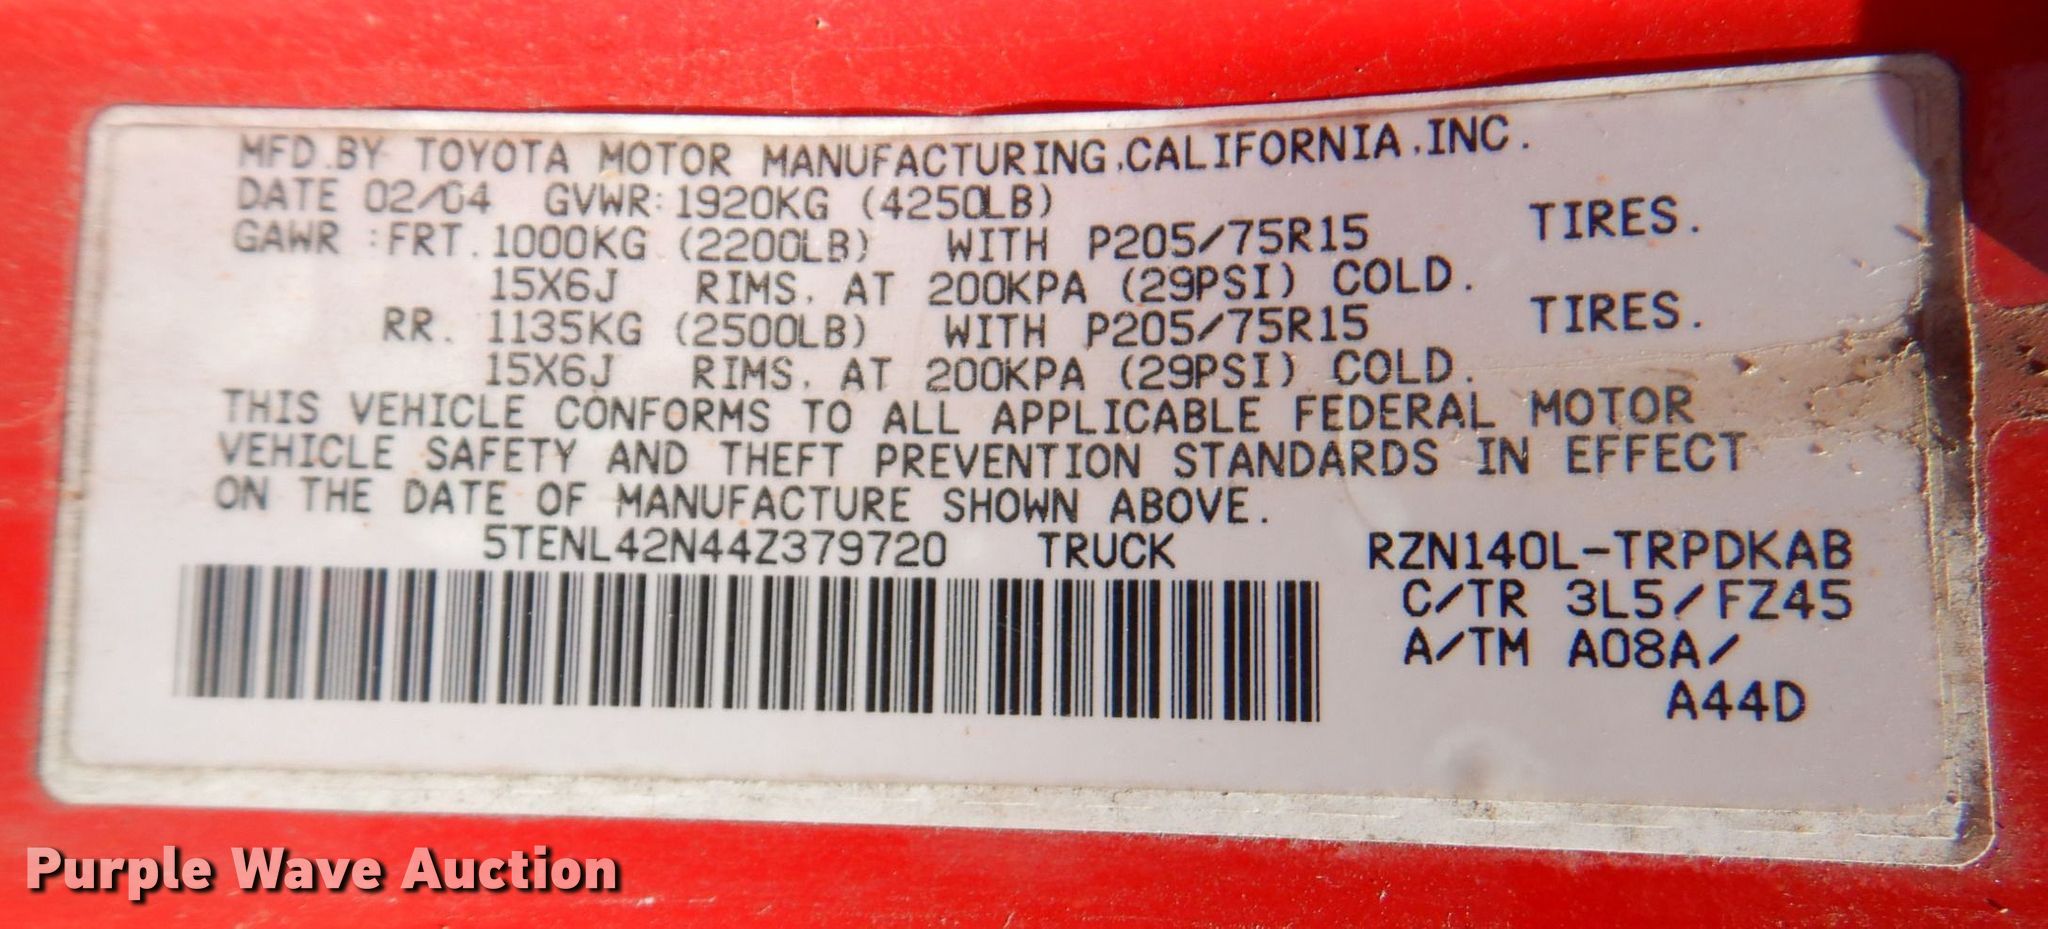 MFD.BY TOYOTA MOTOR MANUFACTURING,CALIFORNIA,INC.
DATE 02/04 GVWR:1920KG (4250LB)
GAWR :FRT. 1000KG (2200LB) WITH P205/75R15 TIRES.
15X6J RIMS, AT 200KPA (29PSI) COLD.
RR. 1135KG (2500LB) WITH P205/75R15 TIRES.
15X6J RIMS, AT 200KPA (29PSI) COLD.
THIS VEHICLE CONFORMS TO ALL APPLICABLE FEDERAL MOTOR
VEHICLE SAFETY AND THEFT PREVENTION STANDARDS IN EFFECT
ON THE DATE OF MANUFACTURE SHOWN ABOVE.
5TENL42N44Z379720 TRUCK RZN140L-TRPDKAB
C/TR 3L5/FZ45
A/TM A08A/
A44D
Purple Wave Auction